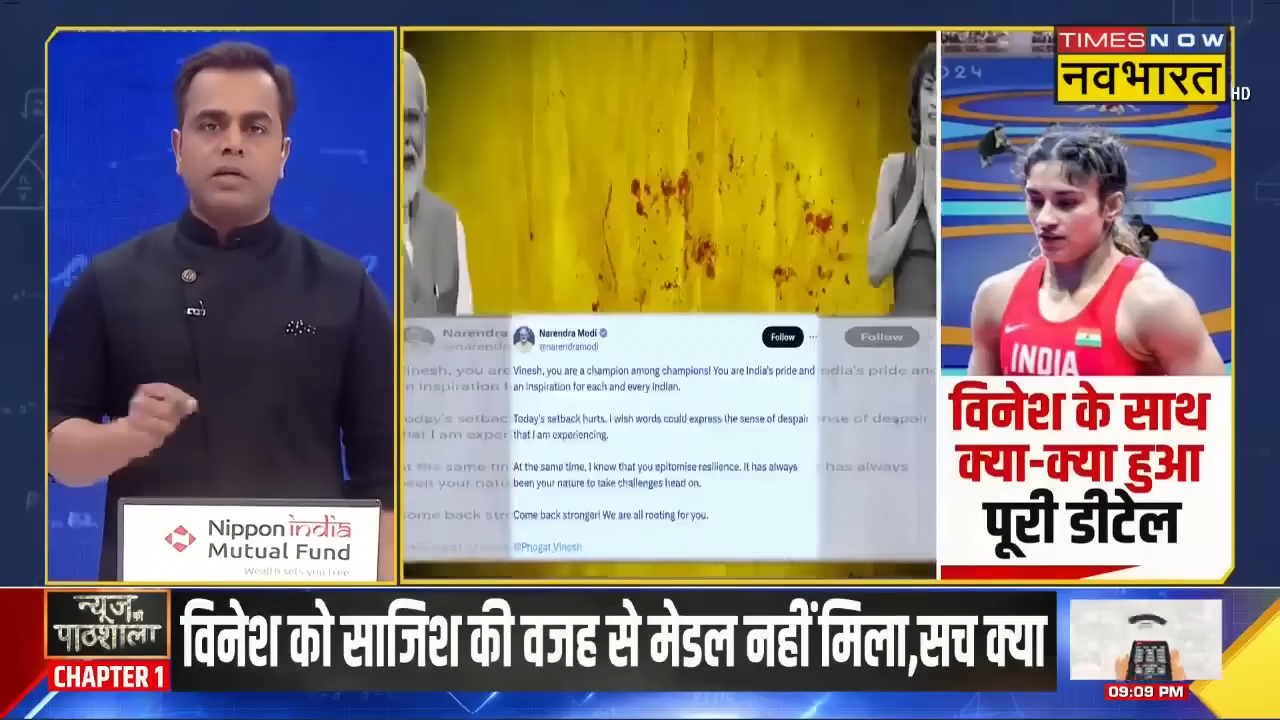 TIMES NOW
नवभारत
HD
2024
Narendra Modi
@narendramodi
Follow
Vinesh, you are a champion among champions! You are India's pride and
an inspiration for each and every Indian.
Today's setback hurts. I wish words could express the sense of despair
that I am experiencing.
At the same time, I know that you epitomise resilience. It has always
been your nature to take challenges head on.
Come back stronger! We are all rooting for you.
@Phogat_Vinesh
Narendra
@narendr
Follow
INDIA
विनेश के साथ
क्या-क्या हुआ
पूरी डीटेल
Nippon india
Mutual Fund
Wealth sets you free
न्यूज़ की
पाठशाला
CHAPTER 1
विनेश को साजिश की वजह से मेडल नहीं मिला,सच क्या
09:09 PM